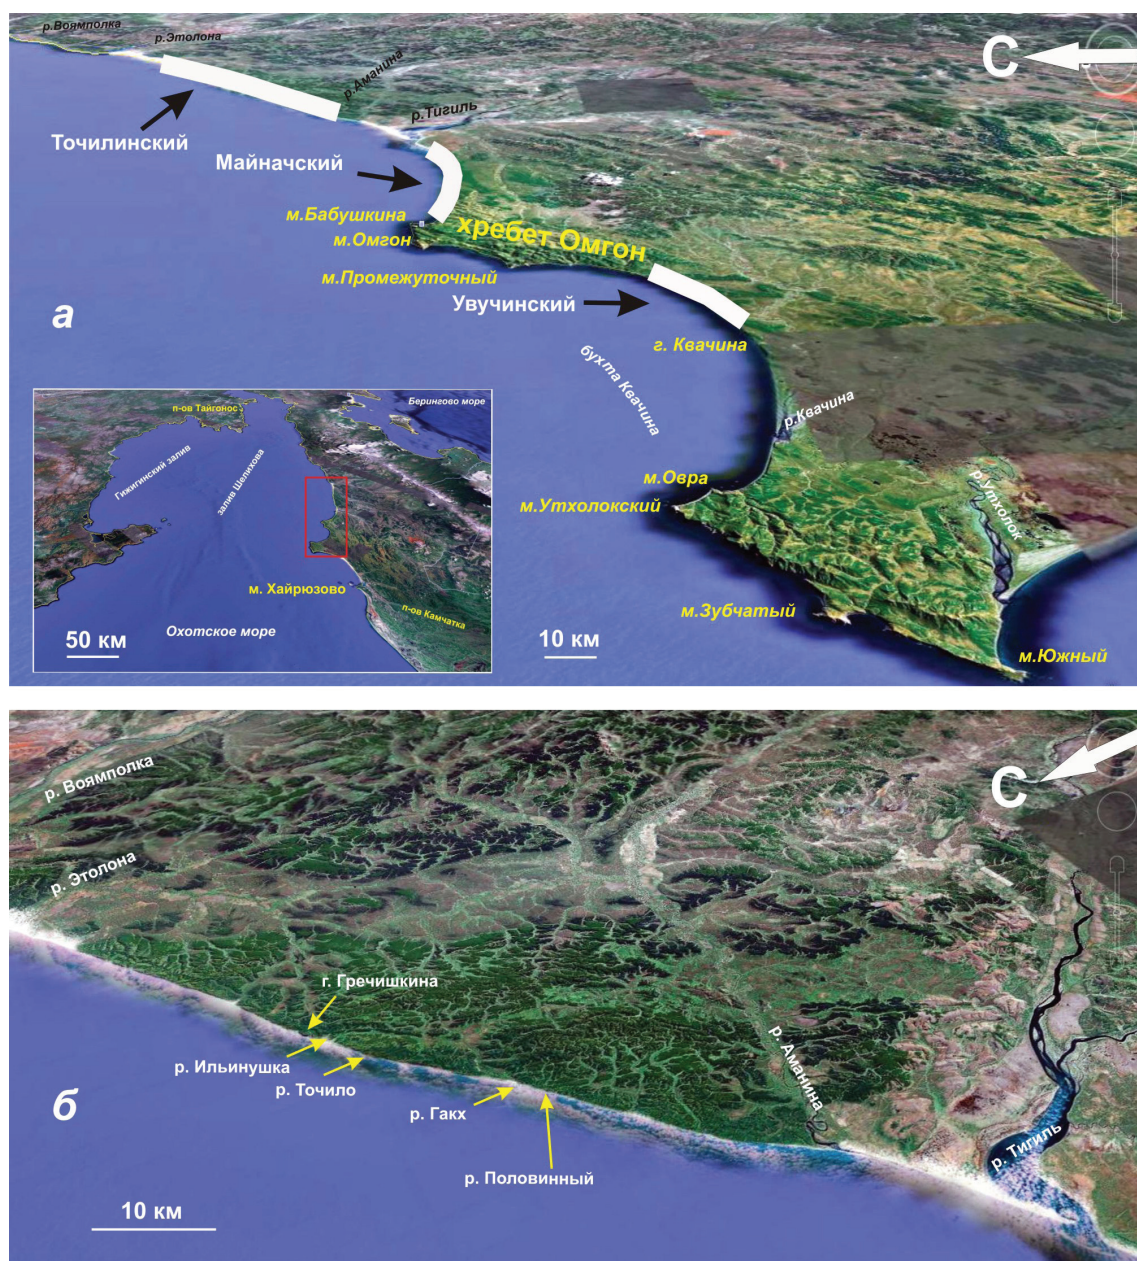 р.Воямполка
р.Этолона
С
р.Аманина
р.Тигиль
Точилинский
Майначский
м.Бабушкина
м.Омгон
хребет Омгон
м.Промежуточный
Увучинский
а
г. Квачина
бухта Квачина
р.Квачина
м.Овра
м.Утхолокский
р.Утхолок
м.Зубчатый
10 км
м.Южный
п-ов Тайгонос
Берингово море
Гижигинский залив
залив Шелихова
м. Хайрюзово
п-ов Камчатка
50 км
Охотское море
р. Воямполка
С
р. Этолона
г. Гречишкина
р. Ильинушка
р. Точило
р. Аманина
б
р. Гакх
р. Тигиль
р. Половинный
10 км